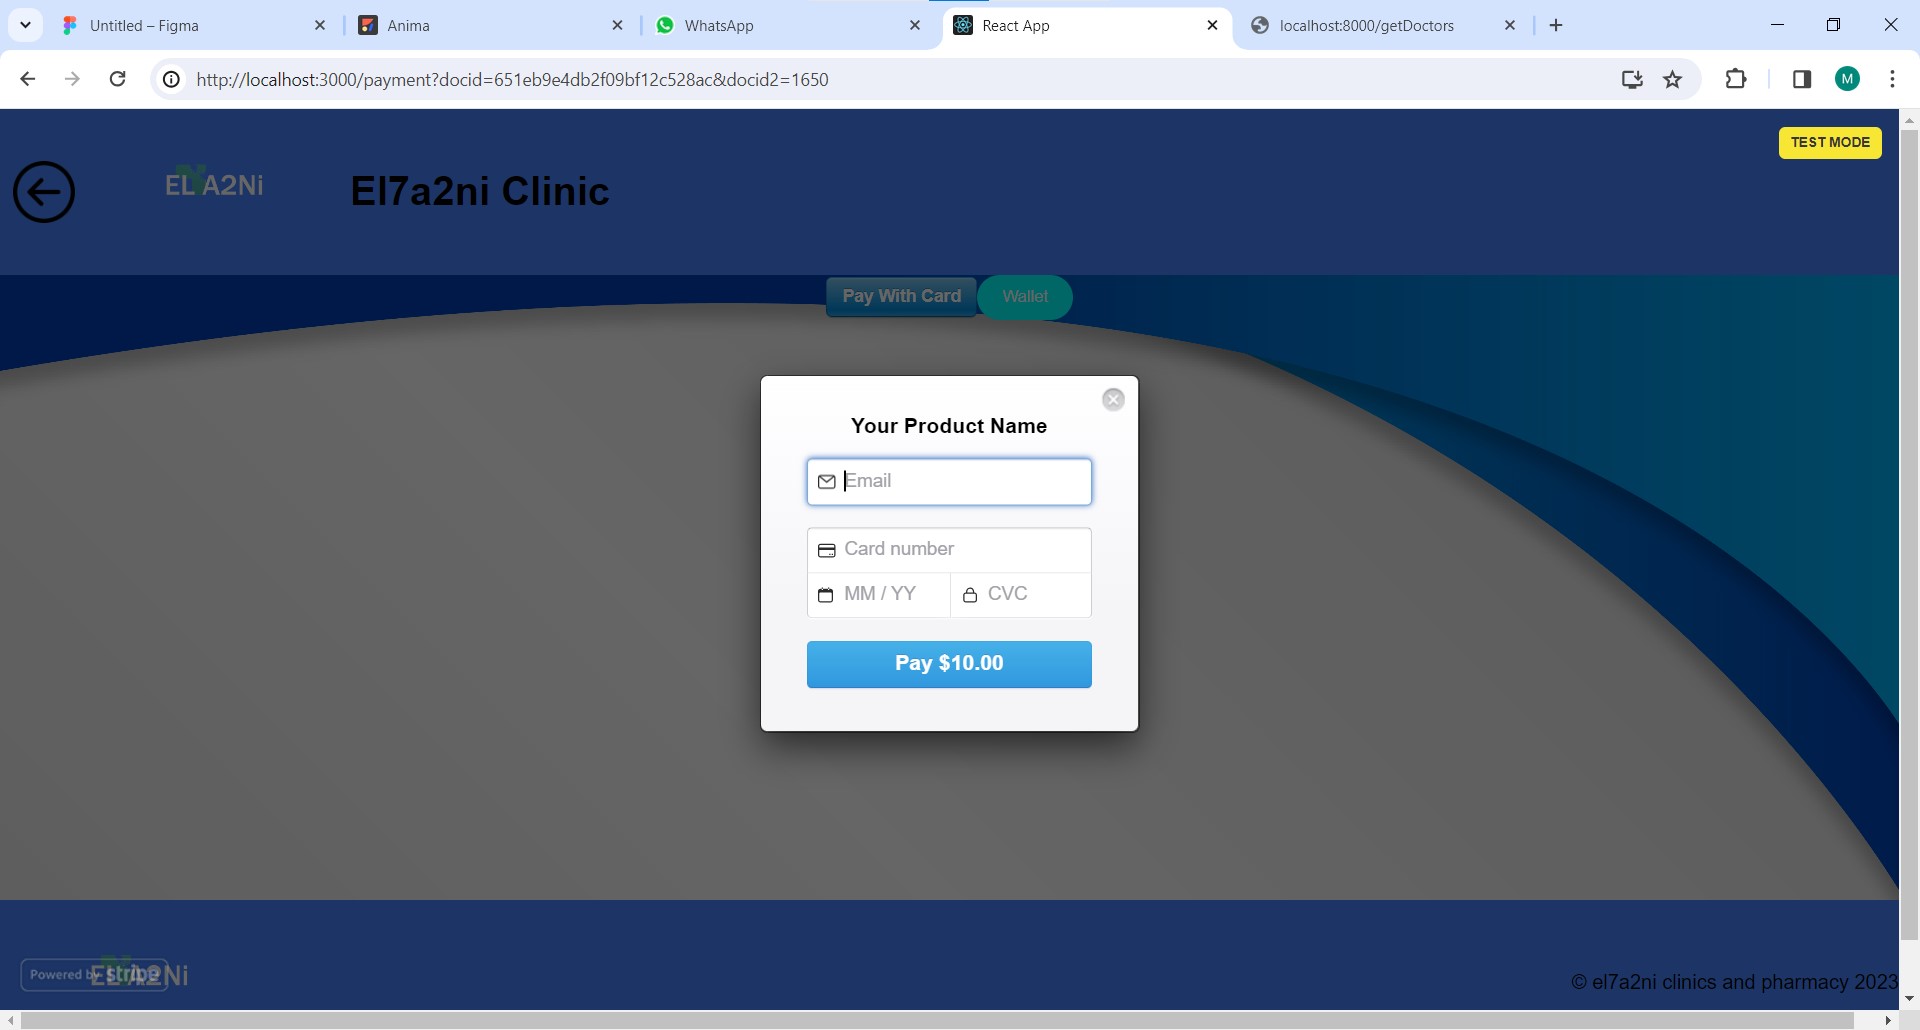 Untitled – Figma
Anima
WhatsApp
React App
localhost:8000/getDoctors
http://localhost:3000/payment?docid=651eb9e4db2f09bf12c528ac&docid2=1650
M
TEST MODE
EL A2Ni
El7a2ni Clinic
Pay With Card
Wallet
Your Product Name
Email
Card number
MM / YY
CVC
Pay $10.00
Powered by stripe
EL A2Ni
© el7a2ni clinics and pharmacy 2023